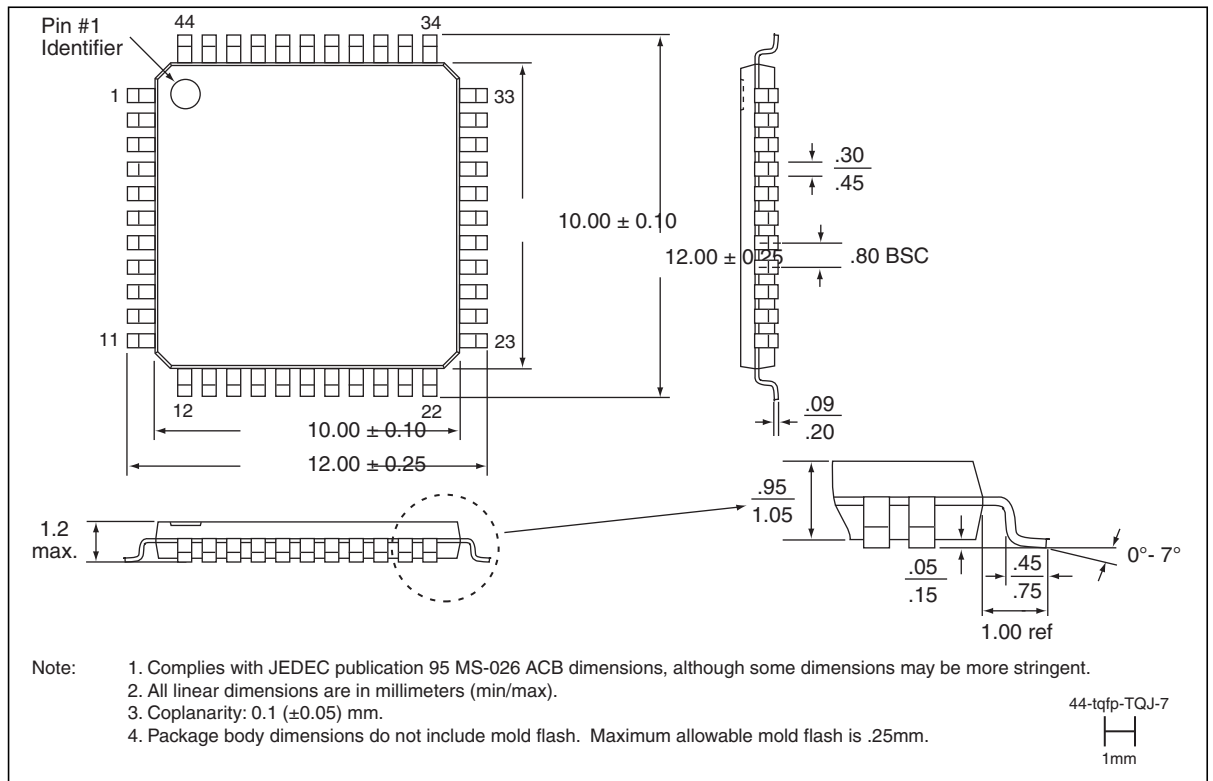 Pin #1
Identifier
44
34
1
33
.30
.45
10.00 ± 0.10
12.00 ± 0.25
.80 BSC
11
23
12
22
.09
.20
10.00 ± 0.10
12.00 ± 0.25
.95
1.05
1.2
max.
0°- 7°
.05
.15
.45
.75
1.00 ref
Note:
1. Complies with JEDEC publication 95 MS-026 ACB dimensions, although some dimensions may be more stringent.
2. All linear dimensions are in millimeters (min/max).
3. Coplanarity: 0.1 (±0.05) mm.
4. Package body dimensions do not include mold flash.  Maximum allowable mold flash is .25mm.
44-tqfp-TQJ-7
1mm